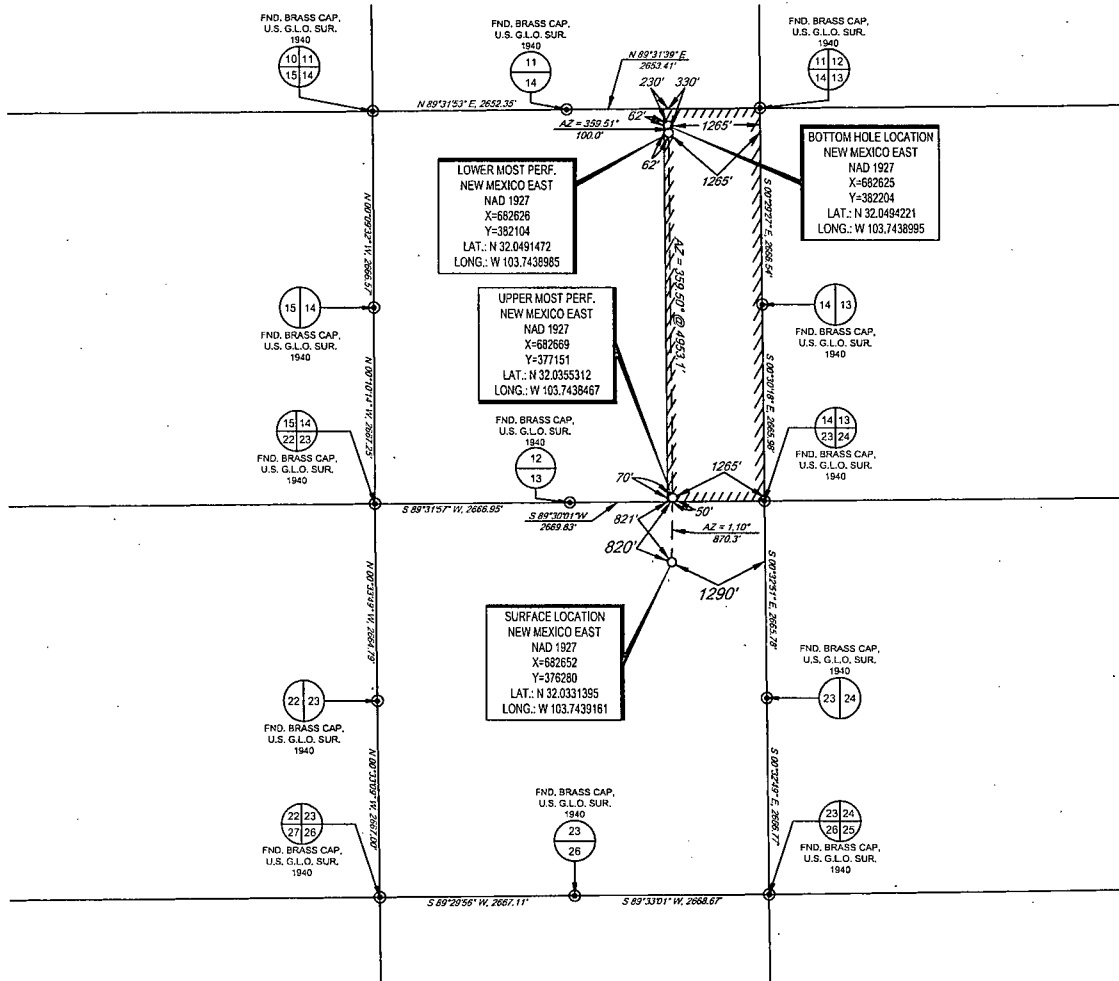 FND. BRASS CAP,
U.S. G.L.O. SUR.
1940
10 11
15 14
FND. BRASS CAP,
U.S. G.L.O. SUR.
1940
11
14
FND. BRASS CAP,
U.S. G.L.O. SUR.
1940
11 12
14 13
N 89°31'53" E, 2652.35'
N 89°31'39" E
2653.41'
230' 330'
62'
AZ = 359.51°
100.0'
62'
1265'
1265'
LOWER MOST PERF.
NEW MEXICO EAST
NAD 1927
X=682626
Y=382104
LAT.: N 32.0491472
LONG.: W 103.7438985
BOTTOM HOLE LOCATION
NEW MEXICO EAST
NAD 1927
X=682625
Y=382204
LAT.: N 32.0494221
LONG.: W 103.7438995
N 00°09'32" W, 2666.57'
S 00°29'27" E, 2666.54'
AZ = 359.50° @ 4953.1'
15 14
FND. BRASS CAP,
U.S. G.L.O. SUR.
1940
UPPER MOST PERF.
NEW MEXICO EAST
NAD 1927
X=682669
Y=377151
LAT.: N 32.0355312
LONG.: W 103.7438467
14 13
FND. BRASS CAP,
U.S. G.L.O. SUR.
1940
N 00°10'14" W, 2667.25'
S 00°30'18" E, 2665.98'
15 14
22 23
FND. BRASS CAP,
U.S. G.L.O. SUR.
1940
FND. BRASS CAP,
U.S. G.L.O. SUR.
1940
12
13
14 13
23 24
FND. BRASS CAP,
U.S. G.L.O. SUR.
1940
70'
1265'
S 89°31'57" W, 2666.95'
S 89°30'01" W
2669.83'
821'
50'
820'
AZ = 1.10°
870.3'
1290'
N 00°33'49" W, 2664.79'
S 00°32'51" E, 2665.78'
SURFACE LOCATION
NEW MEXICO EAST
NAD 1927
X=682652
Y=376280
LAT.: N 32.0331395
LONG.: W 103.7439161
22 23
FND. BRASS CAP,
U.S. G.L.O. SUR.
1940
FND. BRASS CAP,
U.S. G.L.O. SUR.
1940
23 24
N 00°33'09" W, 2667.00'
S 00°32'49" E, 2666.77'
22 23
27 26
FND. BRASS CAP,
U.S. G.L.O. SUR.
1940
FND. BRASS CAP,
U.S. G.L.O. SUR.
1940
23
26
23 24
26 25
FND. BRASS CAP,
U.S. G.L.O. SUR.
1940
S 89°29'56" W, 2667.11'
S 89°33'01" W, 2668.67'